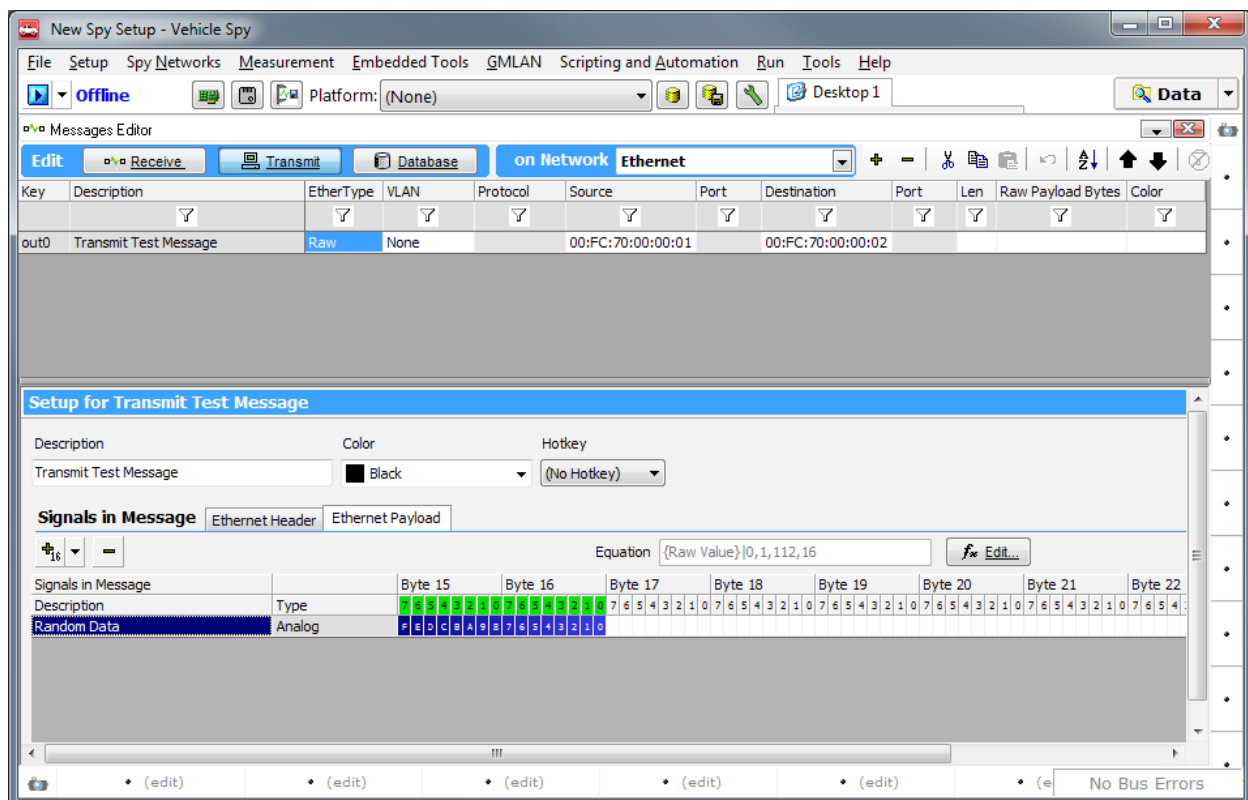 New Spy Setup - Vehicle Spy
File Setup Spy Networks Measurement Embedded Tools GMLAN Scripting and Automation Run Tools Help
Offline Platform: (None) Desktop 1 Data
Messages Editor
Edit Receive Transmit Database on Network Ethernet
Key Description EtherType VLAN Protocol Source Port Destination Port Len Raw Payload Bytes Color
out0 Transmit Test Message Raw None 00:FC:70:00:00:01 00:FC:70:00:00:02
Setup for Transmit Test Message
Description Color Hotkey
Transmit Test Message Black (No Hotkey)
Signals in Message Ethernet Header Ethernet Payload
16 Equation {Raw Value}|0,1,112,16 fx Edit...
Signals in Message Byte 15 Byte 16 Byte 17 Byte 18 Byte 19 Byte 20 Byte 21 Byte 22
Description Type 7 6 5 4 3 2 1 0 7 6 5 4 3 2 1 0 7 6 5 4 3 2 1 0 7 6 5 4 3 2 1 0 7 6 5 4 3 2 1 0 7 6 5 4 3 2 1 0 7 6 5 4 3 2 1 0 7 6 5 4
Random Data Analog F E D C B A 9 8 7 6 5 4 3 2 1 0
(edit) (edit) (edit) (edit) (edit) (e No Bus Errors